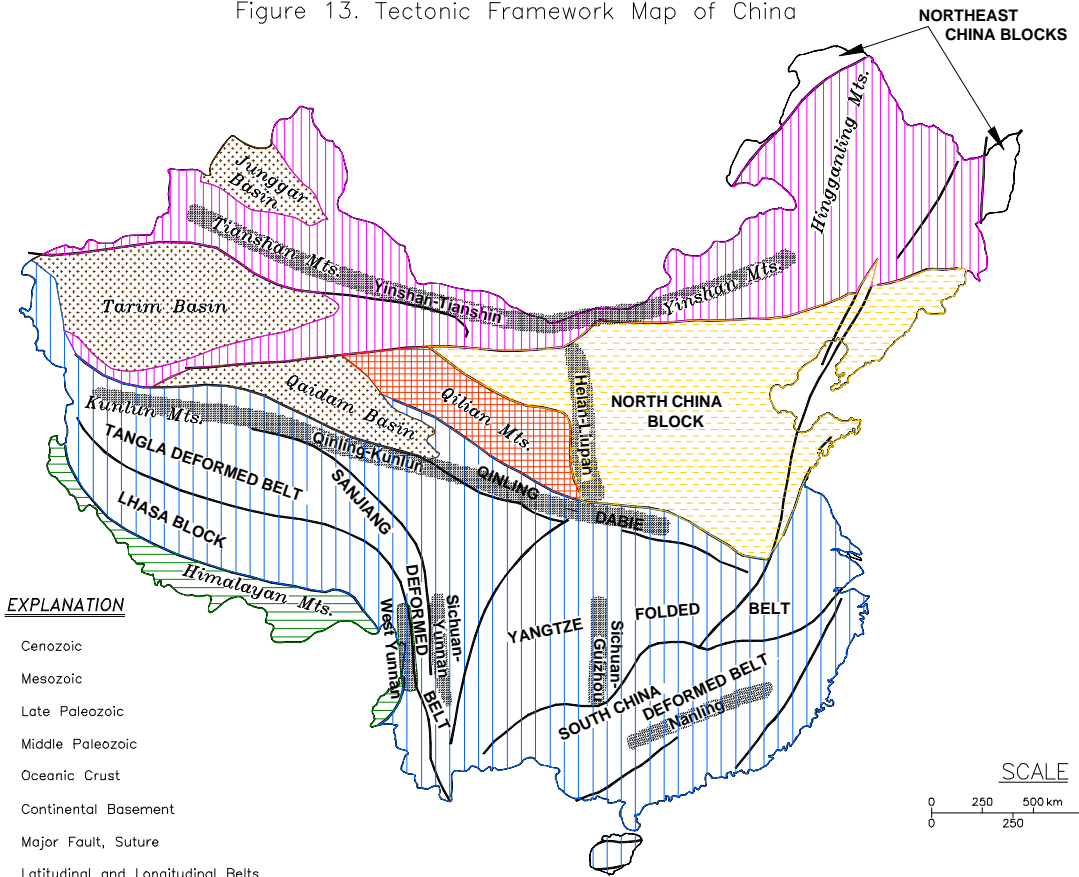 Figure 13. Tectonic Framework Map of China
NORTHEAST
CHINA BLOCKS
Hingganling Mts.
Junggar
Basin
Tianshan Mts.
Yinshan-Tianshin
Yinshan Mts.
Tarim Basin
Qaidam Basin
Qilian Mts.
Helan-Liupan
NORTH CHINA
BLOCK
Kunlun Mts.
Qinling-Kunlun
QINLING
DABIE
TANGLA DEFORMED BELT
SANJIANG
DEFORMED
BELT
LHASA BLOCK
Himalayan Mts.
West Yunnan
Sichuan-
Yunnan
YANGTZE
FOLDED
BELT
Sichuan-
Guizhou
SOUTH CHINA
DEFORMED BELT
Nanling
EXPLANATION
Cenozoic
Mesozoic
Late Paleozoic
Middle Paleozoic
Oceanic Crust
Continental Basement
Major Fault, Suture
Latitudinal and Longitudinal Belts
SCALE
0 250 500 km
0 250